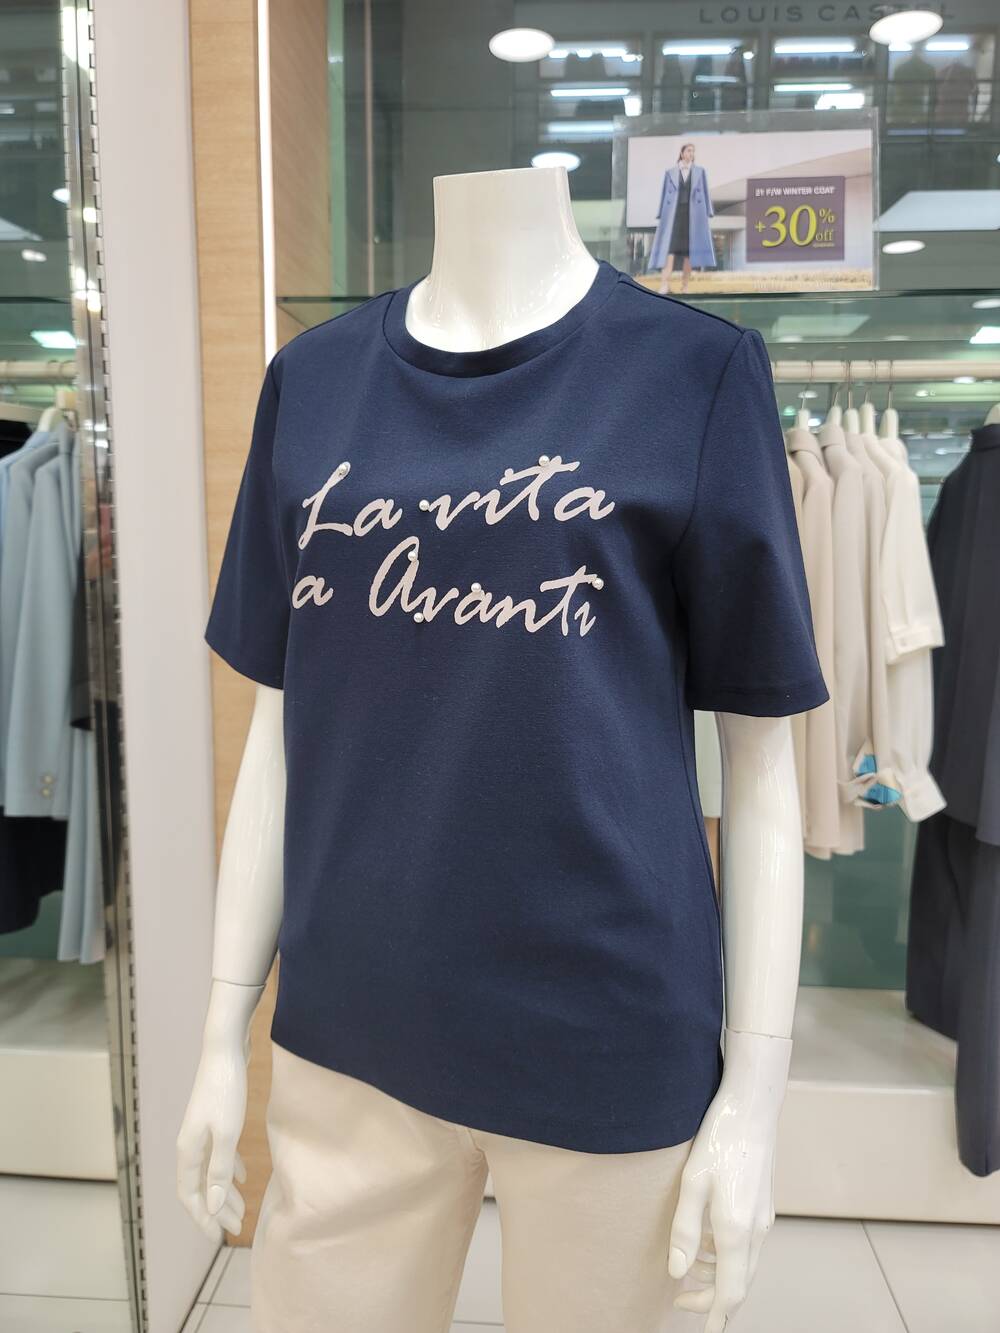 LOUIS CASTEL
21 F/W WINTER COAT
+30%
off
La vita
a Avanti